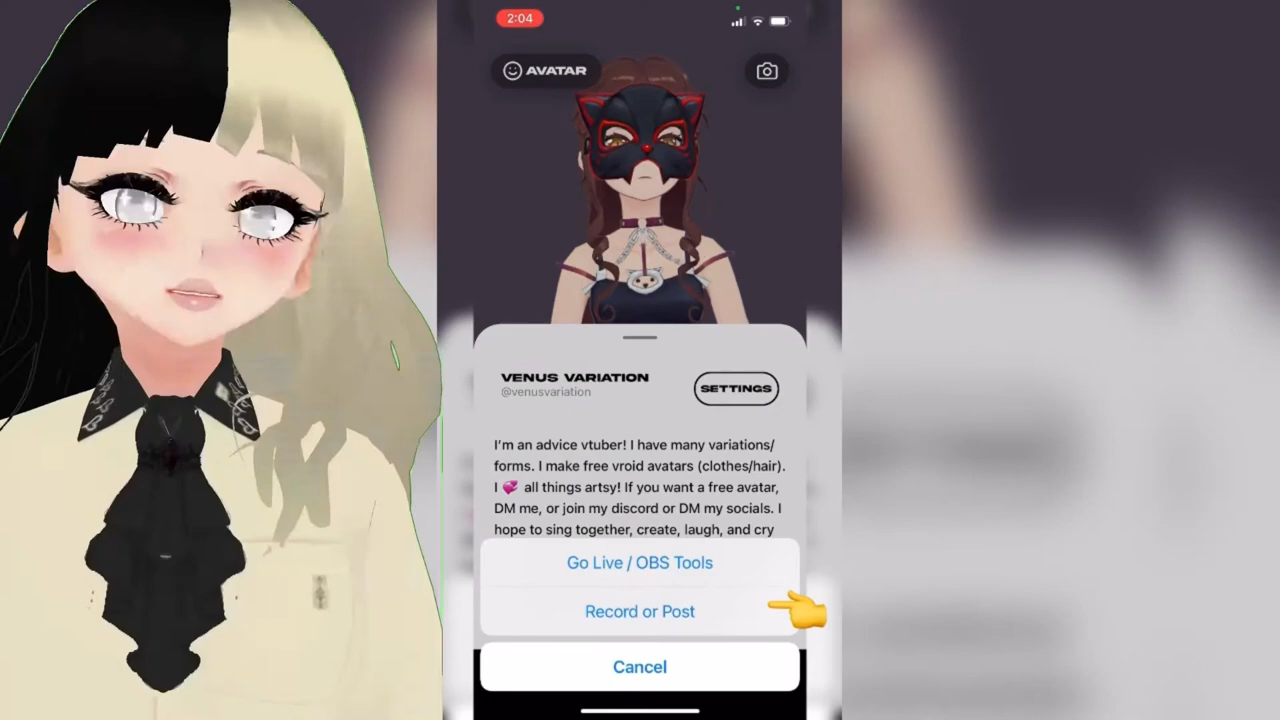 2:04
AVATAR
VENUS VARIATION
@venusvariation
SETTINGS
I'm an advice vtuber! I have many variations/
forms. I make free vroid avatars (clothes/hair).
I 💞 all things artsy! If you want a free avatar,
DM me, or join my discord or DM my socials. I
hope to sing together, create, laugh, and cry
Go Live / OBS Tools
Record or Post
Cancel